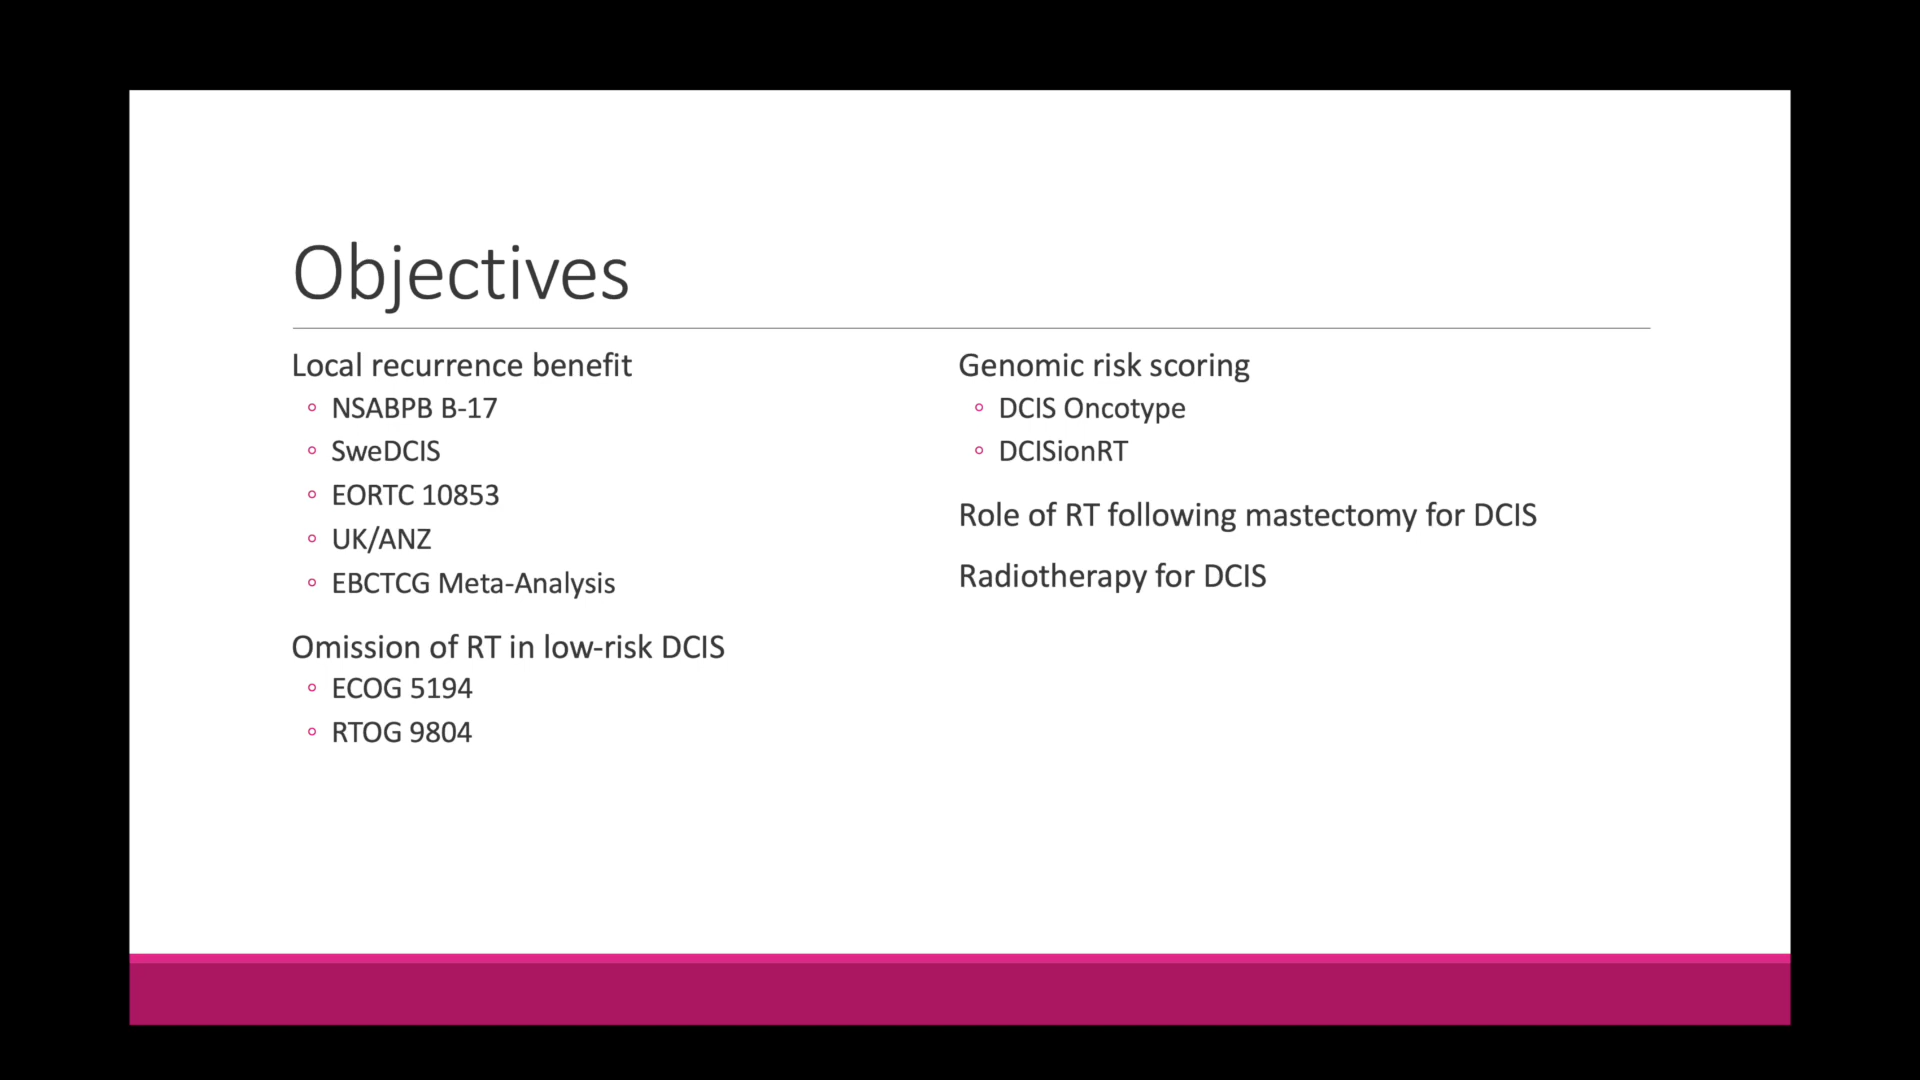 Objectives
Local recurrence benefit
NSABPB B-17
SweDCIS
EORTC 10853
UK/ANZ
EBCTCG Meta-Analysis
Omission of RT in low-risk DCIS
ECOG 5194
RTOG 9804
Genomic risk scoring
DCIS Oncotype
DCISionRT
Role of RT following mastectomy for DCIS
Radiotherapy for DCIS